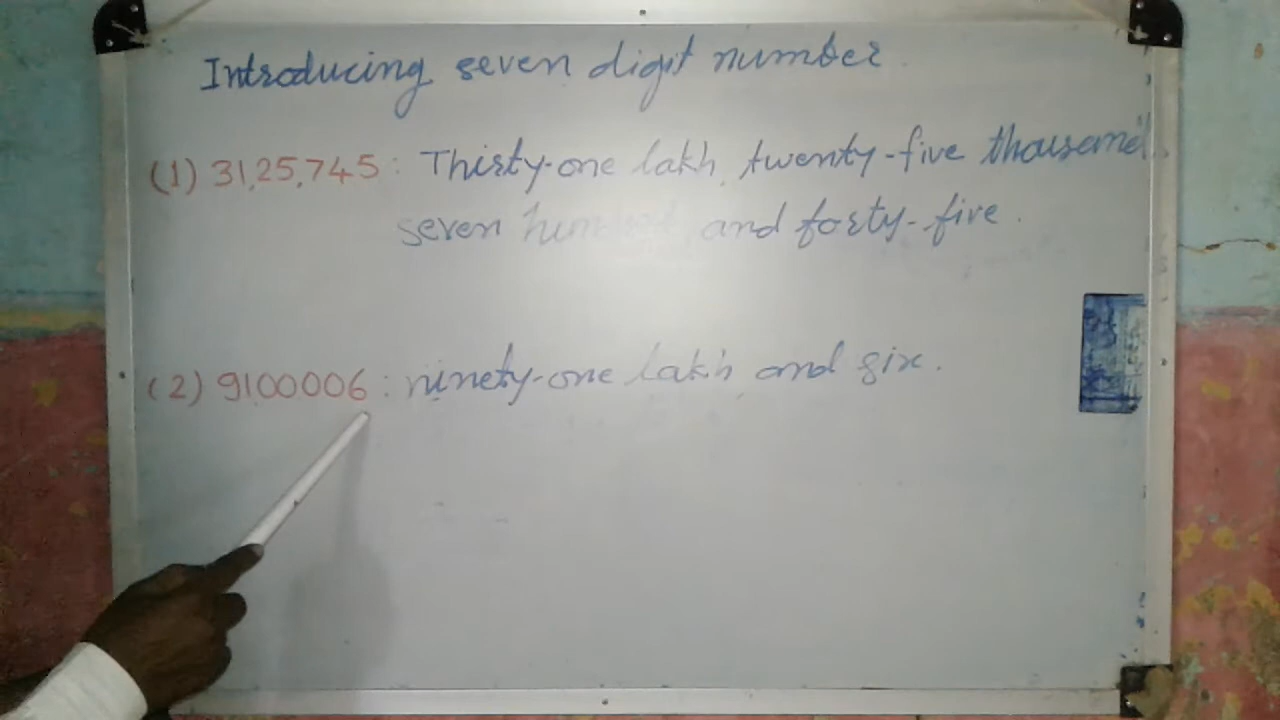 Introducing seven digit number.
(1) 31,25,745: Thirty-one lakh, twenty-five thousand
seven hundred and forty-five.
(2) 9100006: ninety-one lakh and six.